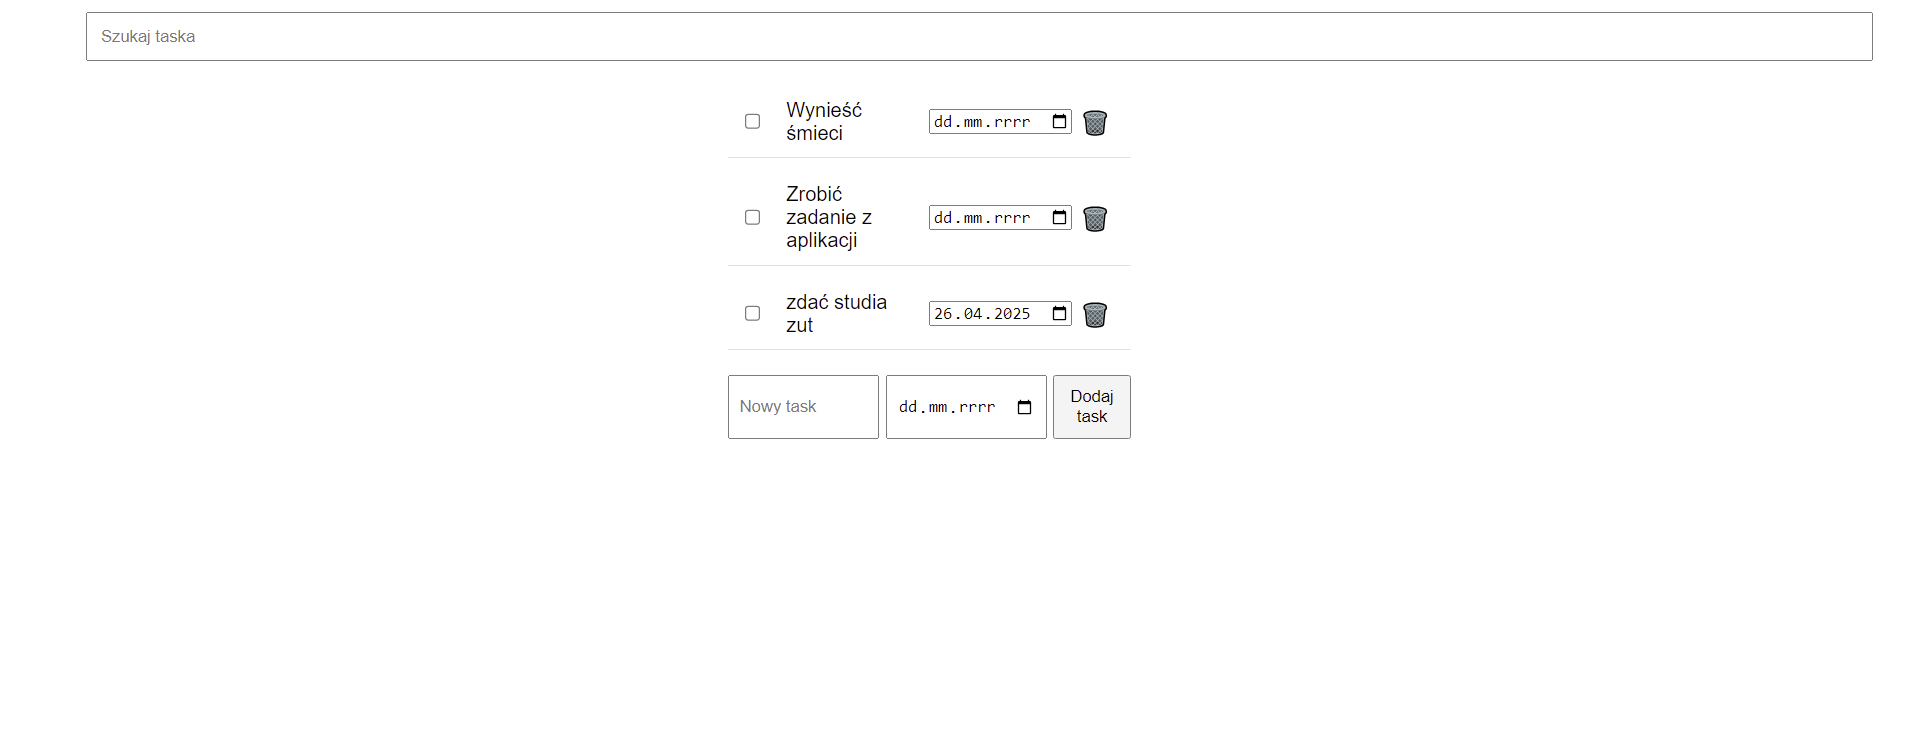 Szukaj taska
Wynieść
śmieci
dd.mm.rrrr
Zrobić
zadanie z
aplikacji
dd.mm.rrrr
zdać studia
zut
26.04.2025
Nowy task
dd.mm.rrrr
Dodaj
task